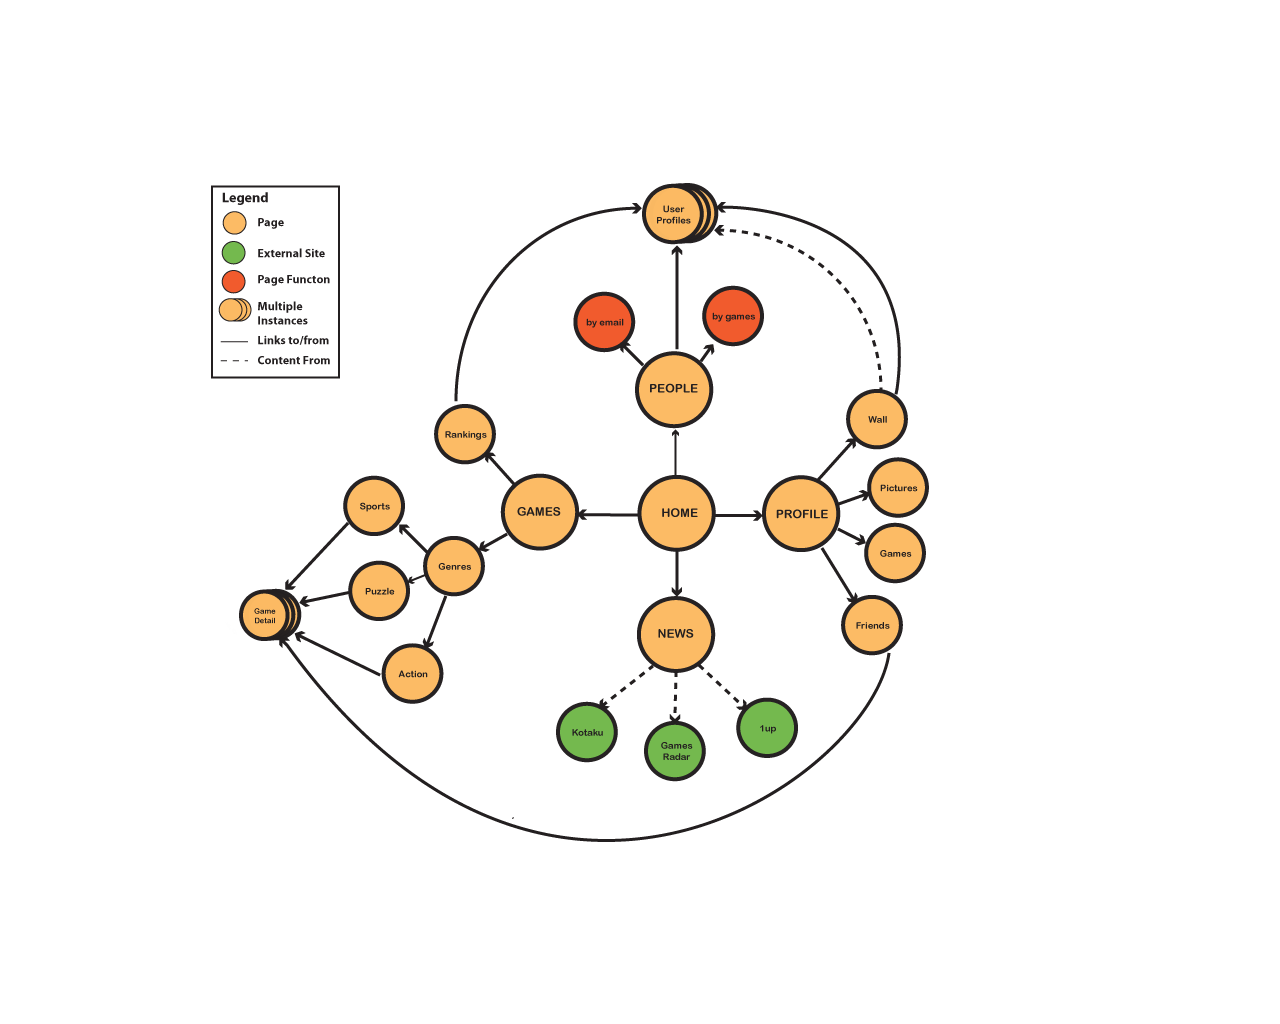 Legend
Page
External Site
Page Functon
Multiple
Instances
Links to/from
Content From
User
Profiles
by email
by games
PEOPLE
Rankings
Wall
Sports
GAMES
HOME
PROFILE
Pictures
Games
Genres
Puzzle
Game
Detail
Action
NEWS
Friends
Kotaku
Games
Radar
1up